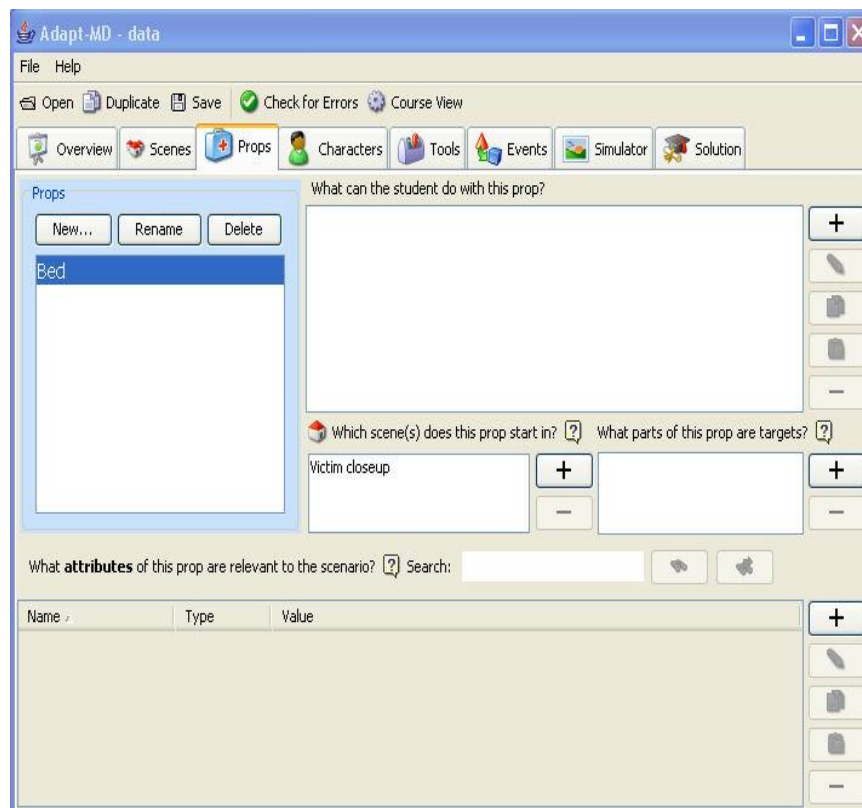 Adapt-MD - data
File Help
Open Duplicate Save Check for Errors Course View
Overview Scenes Props Characters Tools Events Simulator Solution
Props
New... Rename Delete
Bed
What can the student do with this prop?
Which scene(s) does this prop start in? ? What parts of this prop are targets? ?
Victim closeup
What attributes of this prop are relevant to the scenario? ? Search:
Name Type Value